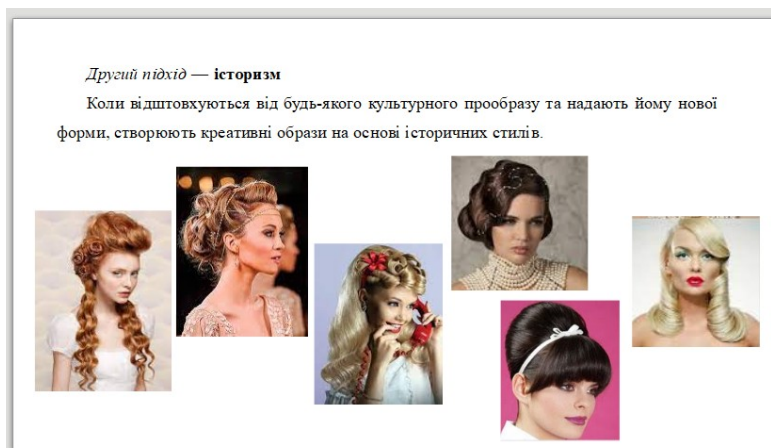 Другий підхід — історизм
Коли відштовхуються від будь-якого культурного прообразу та надають йому нової
форми, створюють креативні образи на основі історичних стилів.